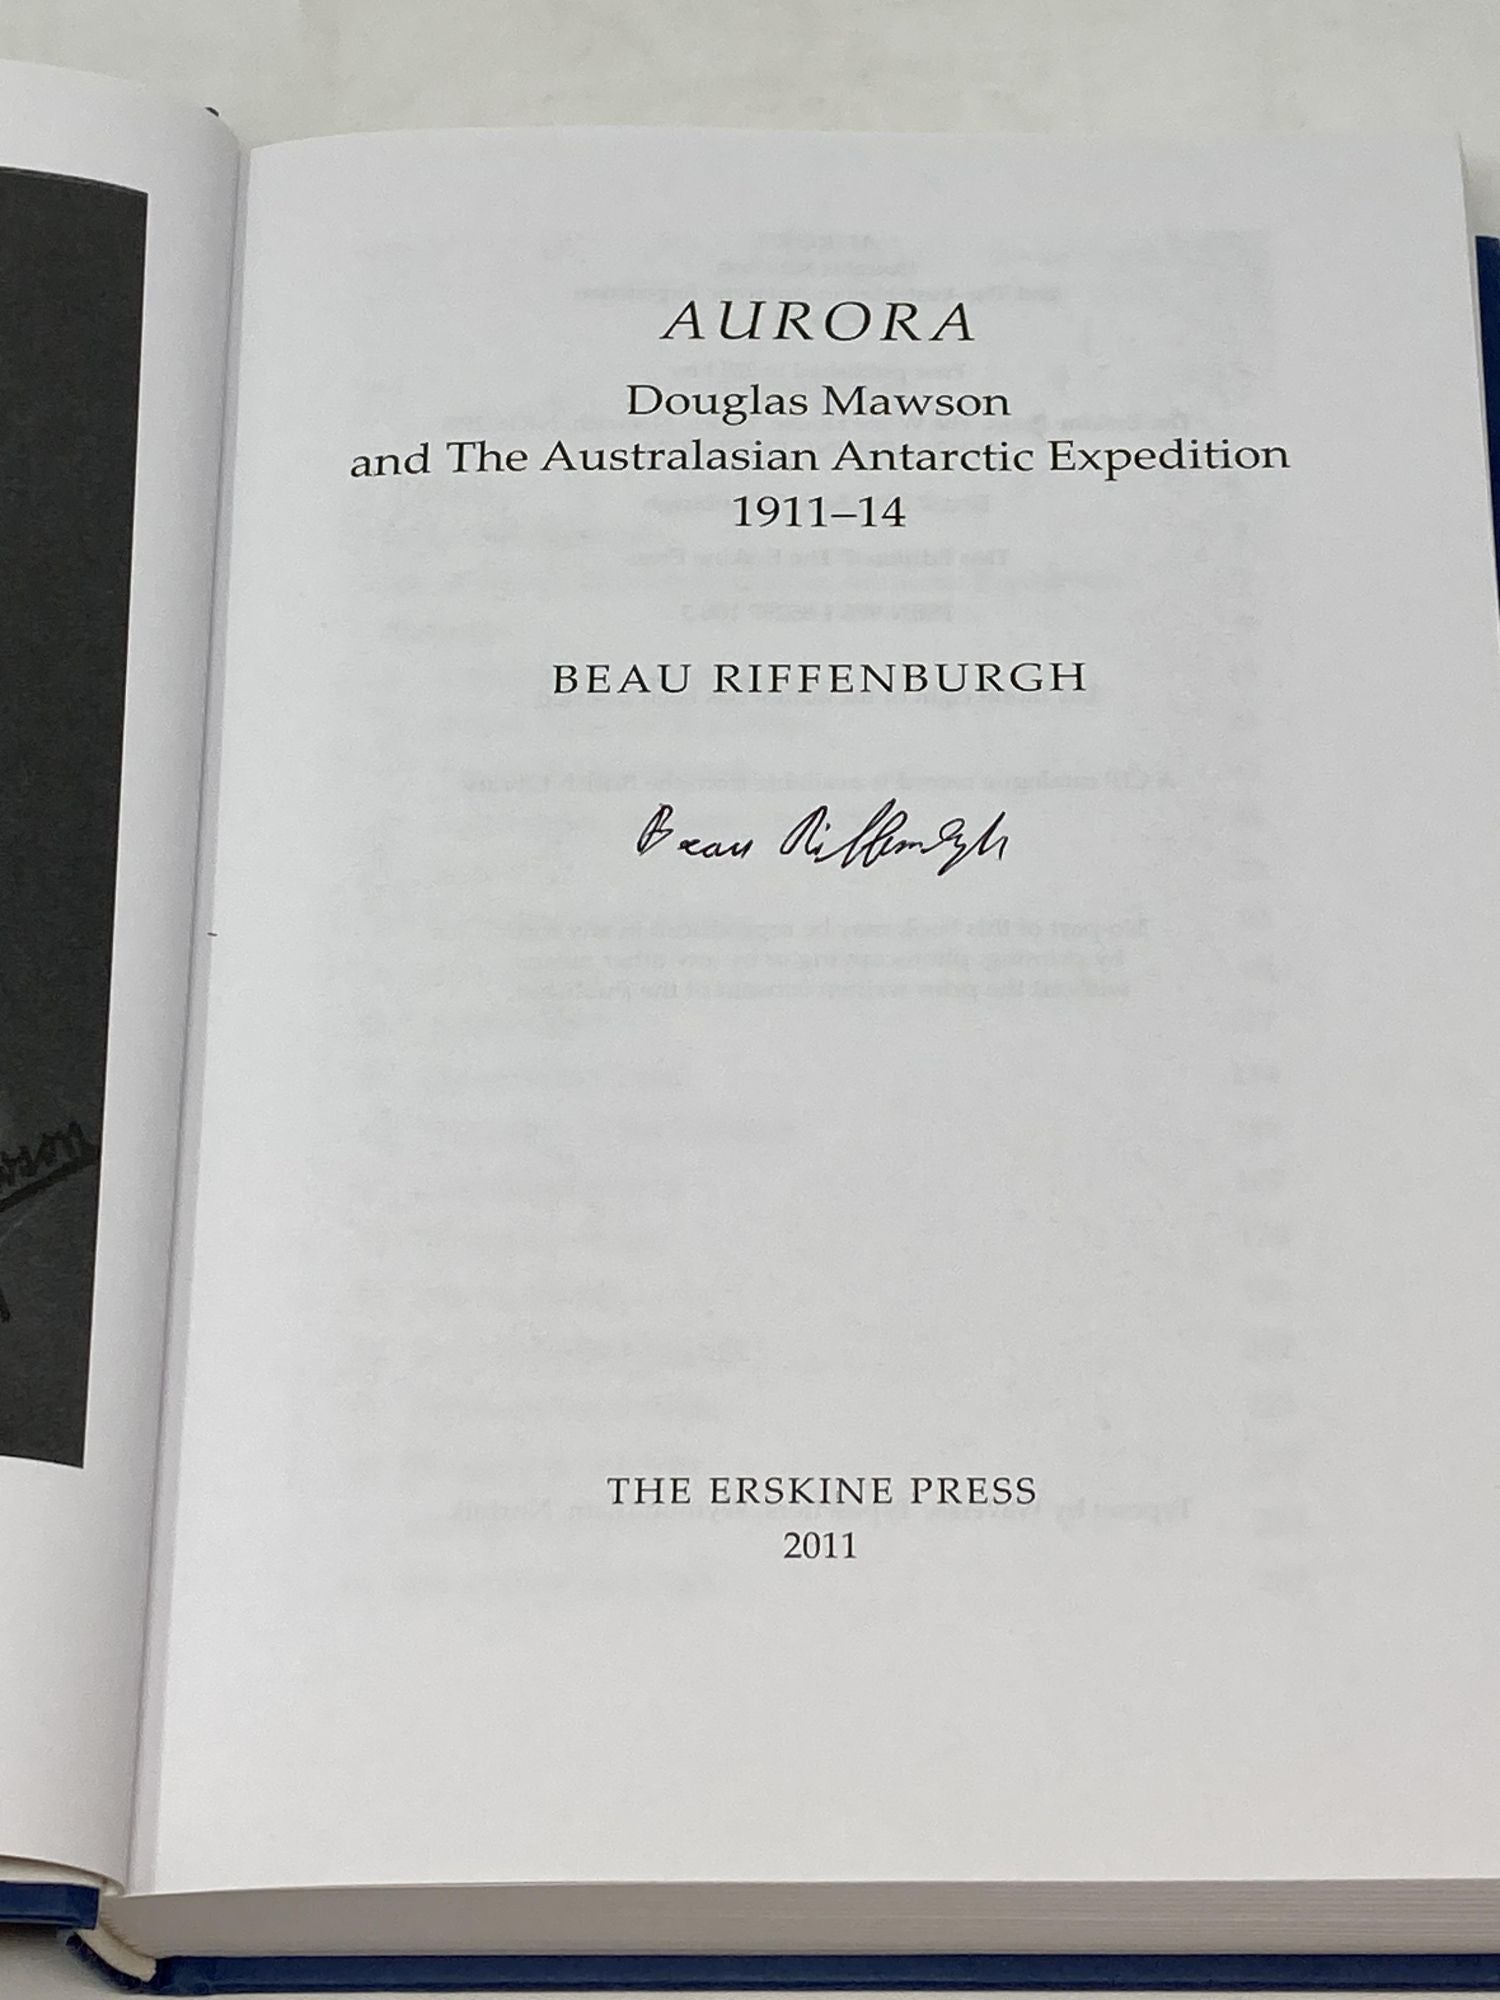 AURORA
Douglas Mawson
and The Australasian Antarctic Expedition
1911–14
BEAU RIFFENBURGH
Beau Riffenburgh
THE ERSKINE PRESS
2011